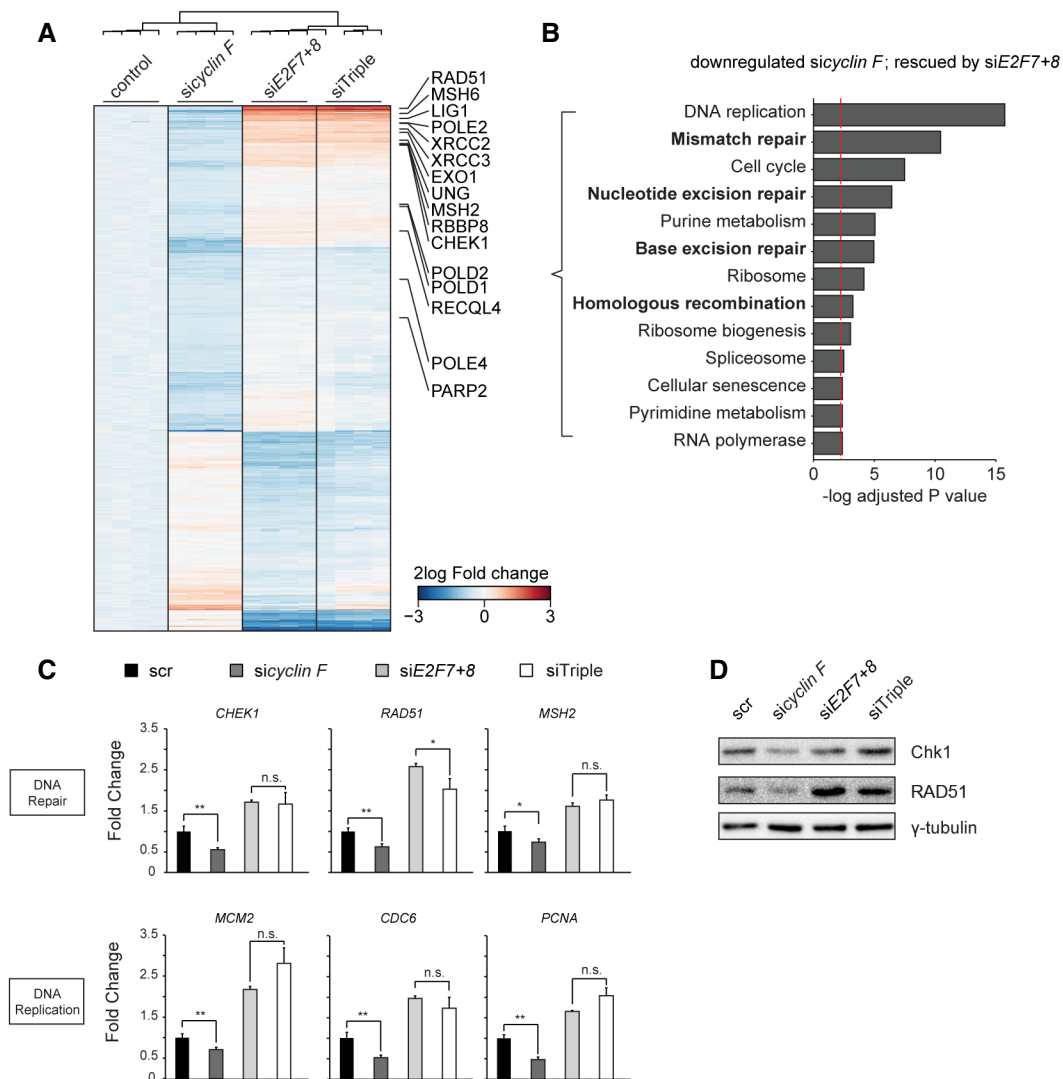 A
control
sicyclin F
siE2F7+8
siTriple
RAD51
MSH6
LIG1
POLE2
XRCC2
XRCC3
EXO1
UNG
MSH2
RBBP8
CHEK1
POLD2
POLD1
RECQL4
POLE4
PARP2
2log Fold change
−3 0 3
B
downregulated sicyclin F; rescued by siE2F7+8
DNA replication
Mismatch repair
Cell cycle
Nucleotide excision repair
Purine metabolism
Base excision repair
Ribosome
Homologous recombination
Ribosome biogenesis
Spliceosome
Cellular senescence
Pyrimidine metabolism
RNA polymerase
0 5 10 15
-log adjusted P value
C
scr sicyclin F siE2F7+8 siTriple
DNA
Repair
Fold Change
3.5
2.5
1.5
0.5
0
CHEK1
**
n.s.
RAD51
**
*
MSH2
*
n.s.
DNA
Replication
Fold Change
3.5
2.5
1.5
0.5
0
MCM2
**
n.s.
CDC6
**
n.s.
PCNA
**
n.s.
D
scr
sicyclin F
siE2F7+8
siTriple
Chk1
RAD51
γ-tubulin